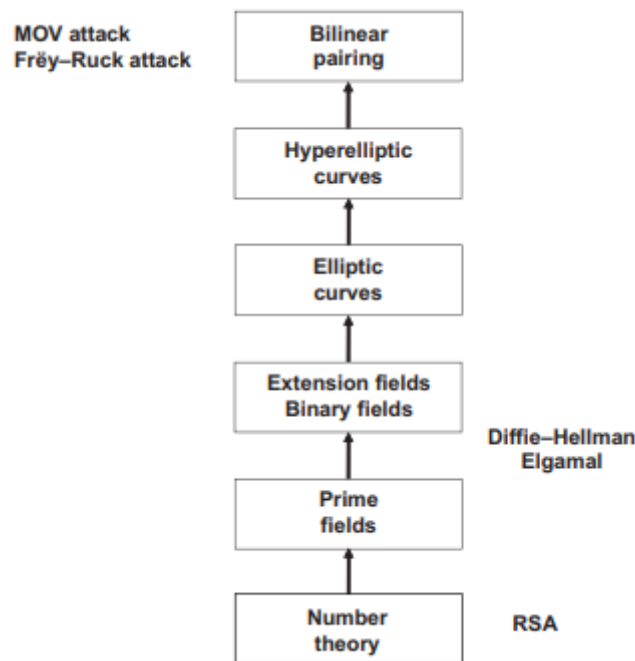 MOV attack
Frëy–Ruck attack
Bilinear
pairing
Hyperelliptic
curves
Elliptic
curves
Extension fields
Binary fields
Diffie–Hellman
Elgamal
Prime
fields
Number
theory
RSA